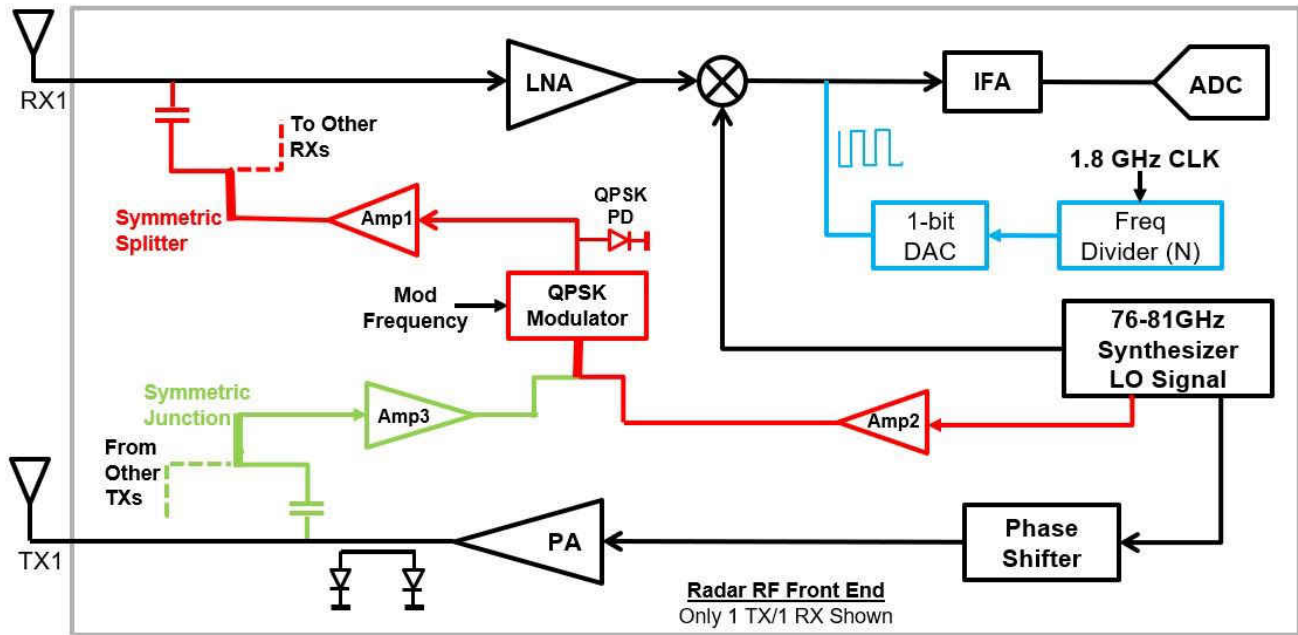 RX1
LNA
IFA
ADC
To Other
RXs
1.8 GHz CLK
Symmetric
Splitter
Amp1
QPSK
PD
1-bit
DAC
Freq
Divider (N)
Mod
Frequency
QPSK
Modulator
76-81GHz
Synthesizer
LO Signal
Symmetric
Junction
Amp3
Amp2
From
Other
TXs
TX1
PA
Phase
Shifter
Radar RF Front End
Only 1 TX/1 RX Shown